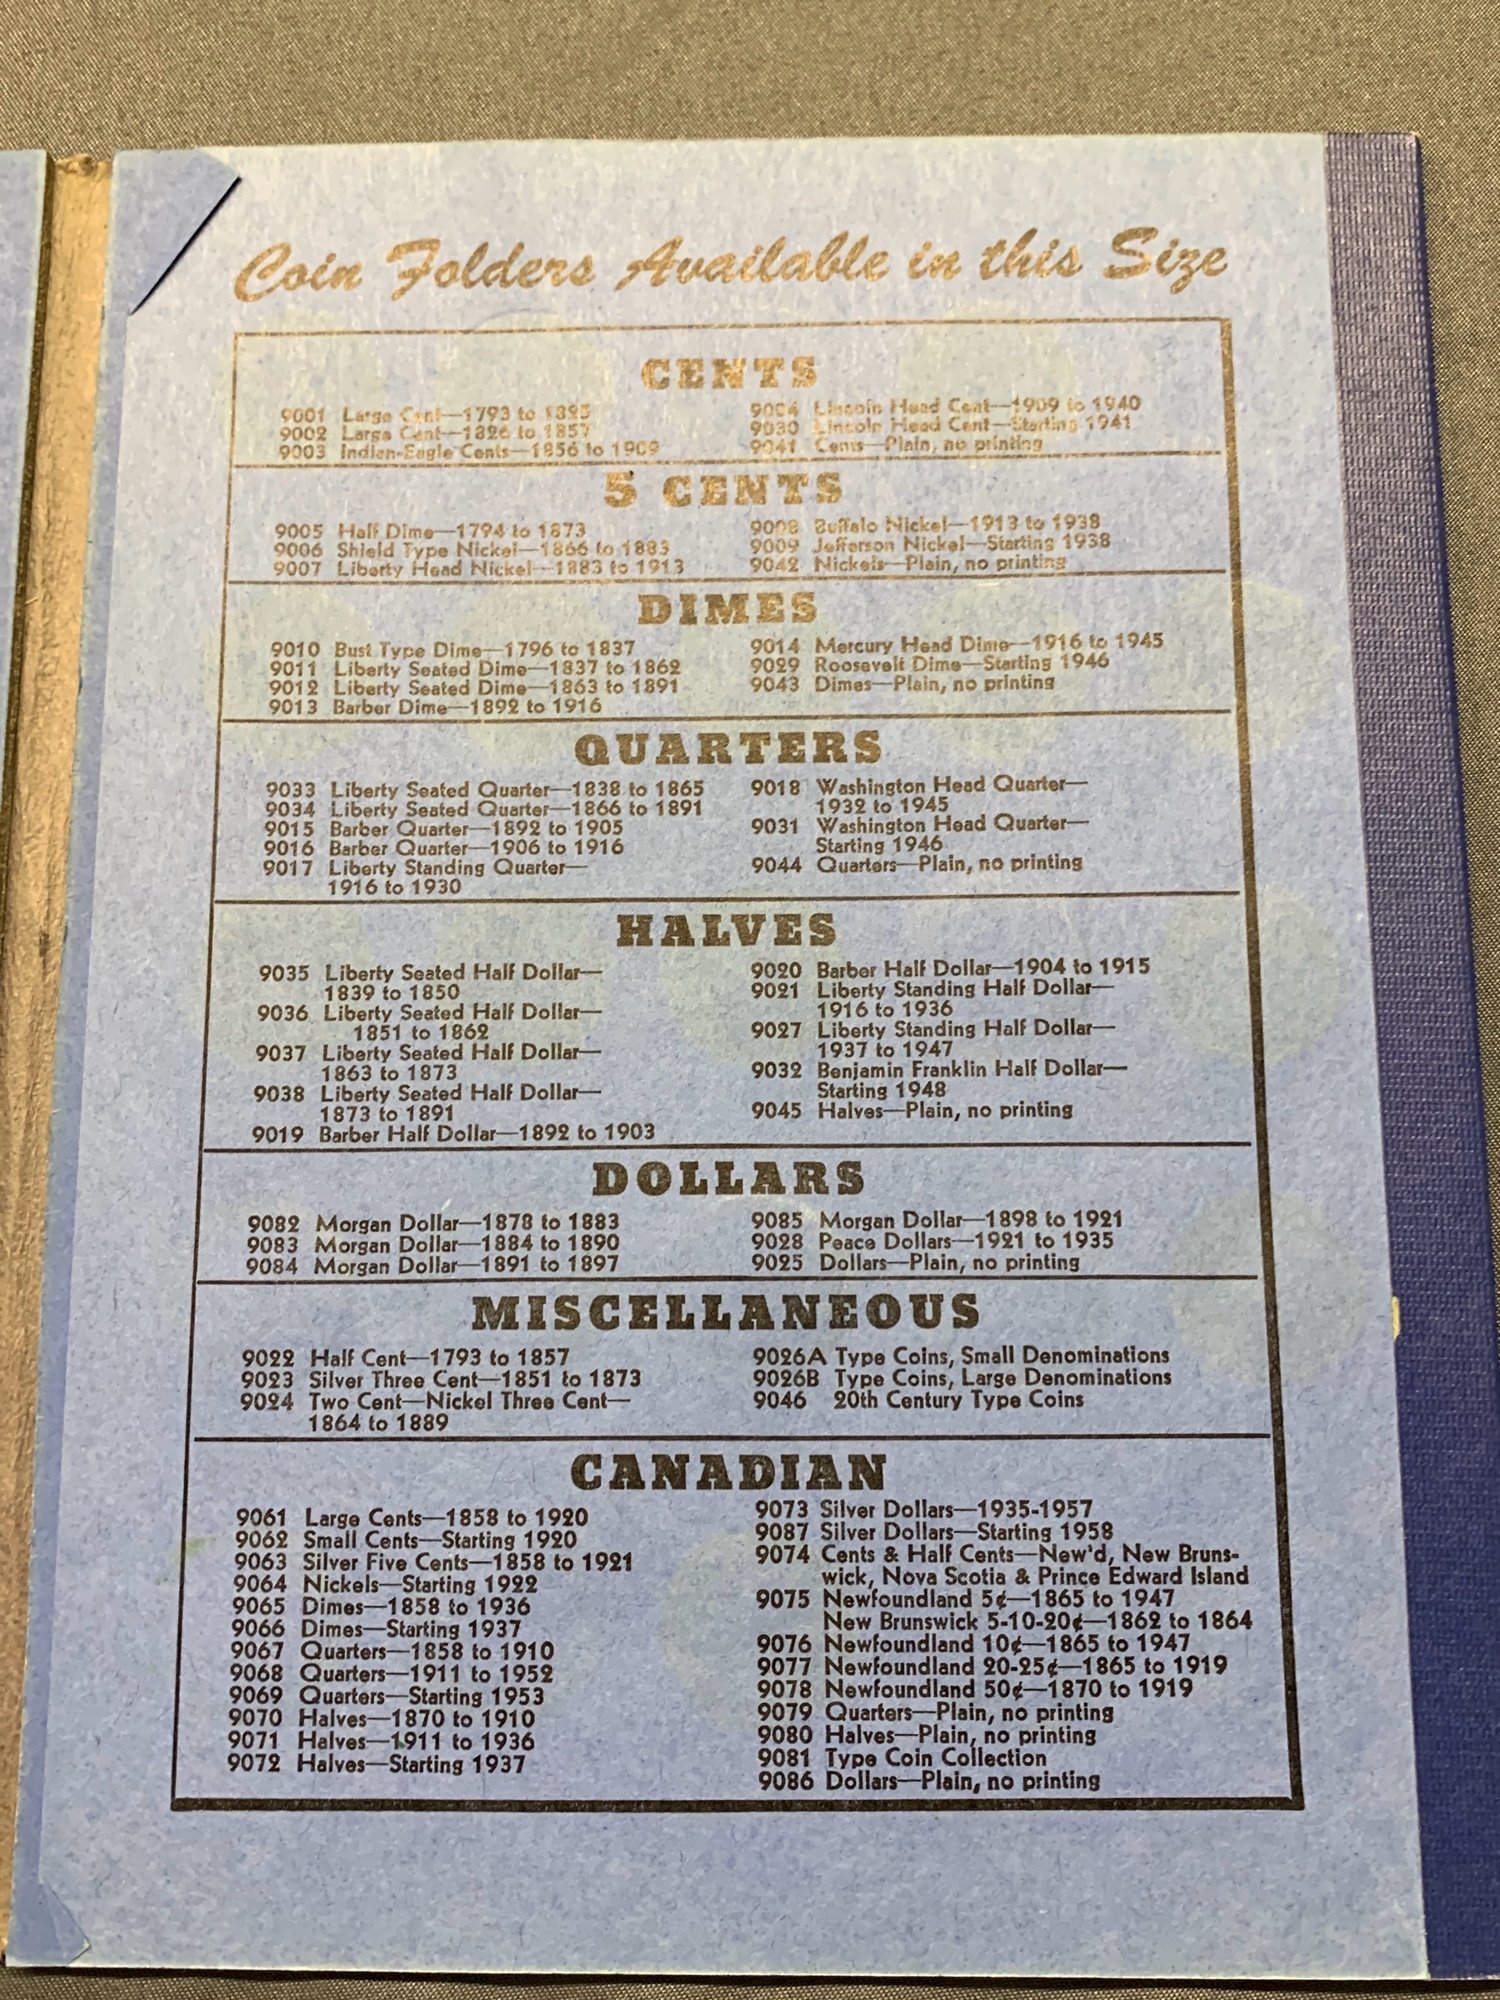 Coin Folders Available in this Size
CENTS
9001 Large Cent—1793 to 1825
9002 Large Cent—1826 to 1857
9003 Indian-Eagle Cents—1856 to 1909
9004 Lincoln Head Cent—1909 to 1940
9030 Lincoln Head Cent—Starting 1941
9041 Cents—Plain, no printing
5 CENTS
9005 Half Dime—1794 to 1873
9006 Shield Type Nickel—1866 to 1883
9007 Liberty Head Nickel—1883 to 1913
9008 Buffalo Nickel—1913 to 1938
9009 Jefferson Nickel—Starting 1938
9042 Nickels—Plain, no printing
DIMES
9010 Bust Type Dime—1796 to 1837
9011 Liberty Seated Dime—1837 to 1862
9012 Liberty Seated Dime—1863 to 1891
9013 Barber Dime—1892 to 1916
9014 Mercury Head Dime—1916 to 1945
9029 Roosevelt Dime—Starting 1946
9043 Dimes—Plain, no printing
QUARTERS
9033 Liberty Seated Quarter—1838 to 1865
9034 Liberty Seated Quarter—1866 to 1891
9015 Barber Quarter—1892 to 1905
9016 Barber Quarter—1906 to 1916
9017 Liberty Standing Quarter—
1916 to 1930
9018 Washington Head Quarter—
1932 to 1945
9031 Washington Head Quarter—
Starting 1946
9044 Quarters—Plain, no printing
HALVES
9035 Liberty Seated Half Dollar—
1839 to 1850
9036 Liberty Seated Half Dollar—
1851 to 1862
9037 Liberty Seated Half Dollar—
1863 to 1873
9038 Liberty Seated Half Dollar—
1873 to 1891
9019 Barber Half Dollar—1892 to 1903
9020 Barber Half Dollar—1904 to 1915
9021 Liberty Standing Half Dollar—
1916 to 1936
9027 Liberty Standing Half Dollar—
1937 to 1947
9032 Benjamin Franklin Half Dollar—
Starting 1948
9045 Halves—Plain, no printing
DOLLARS
9082 Morgan Dollar—1878 to 1883
9083 Morgan Dollar—1884 to 1890
9084 Morgan Dollar—1891 to 1897
9085 Morgan Dollar—1898 to 1921
9028 Peace Dollars—1921 to 1935
9025 Dollars—Plain, no printing
MISCELLANEOUS
9022 Half Cent—1793 to 1857
9023 Silver Three Cent—1851 to 1873
9024 Two Cent—Nickel Three Cent—
1864 to 1889
9026A Type Coins, Small Denominations
9026B Type Coins, Large Denominations
9046 20th Century Type Coins
CANADIAN
9061 Large Cents—1858 to 1920
9062 Small Cents—Starting 1920
9063 Silver Five Cents—1858 to 1921
9064 Nickels—Starting 1922
9065 Dimes—1858 to 1936
9066 Dimes—Starting 1937
9067 Quarters—1858 to 1910
9068 Quarters—1911 to 1952
9069 Quarters—Starting 1953
9070 Halves—1870 to 1910
9071 Halves—1911 to 1936
9072 Halves—Starting 1937
9073 Silver Dollars—1935-1957
9087 Silver Dollars—Starting 1958
9074 Cents & Half Cents—New'd, New Bruns-
wick, Nova Scotia & Prince Edward Island
9075 Newfoundland 5¢—1865 to 1947
New Brunswick 5-10-20¢—1862 to 1864
9076 Newfoundland 10¢—1865 to 1947
9077 Newfoundland 20-25¢—1865 to 1919
9078 Newfoundland 50¢—1870 to 1919
9079 Quarters—Plain, no printing
9080 Halves—Plain, no printing
9081 Type Coin Collection
9086 Dollars—Plain, no printing